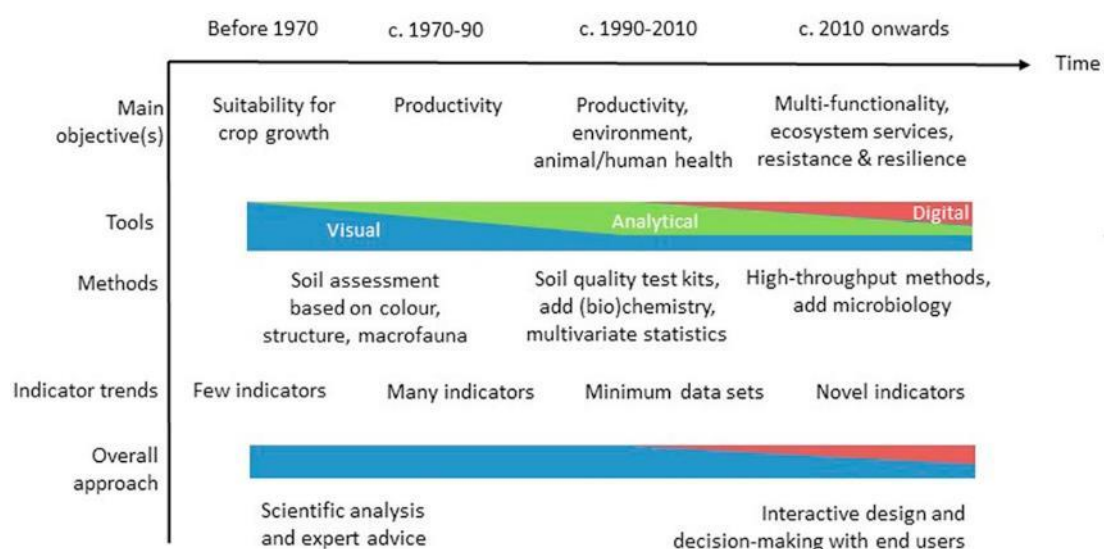 Before 1970 c. 1970-90 c. 1990-2010 c. 2010 onwards
Time
Main objective(s)
Suitability for crop growth
Productivity
Productivity, environment, animal/human health
Multi-functionality, ecosystem services, resistance & resilience
Tools
Visual
Analytical
Digital
Methods
Soil assessment based on colour, structure, macrofauna
Soil quality test kits, add (bio)chemistry, multivariate statistics
High-throughput methods, add microbiology
Indicator trends
Few indicators
Many indicators
Minimum data sets
Novel indicators
Overall approach
Scientific analysis and expert advice
Interactive design and decision-making with end users